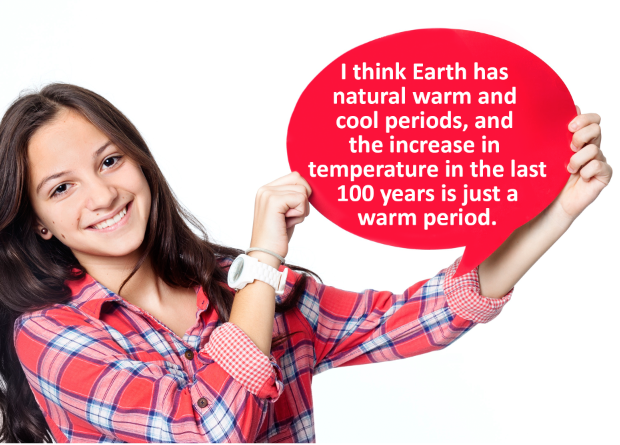 I think Earth has
natural warm and
cool periods, and
the increase in
temperature in the last
100 years is just a
warm period.